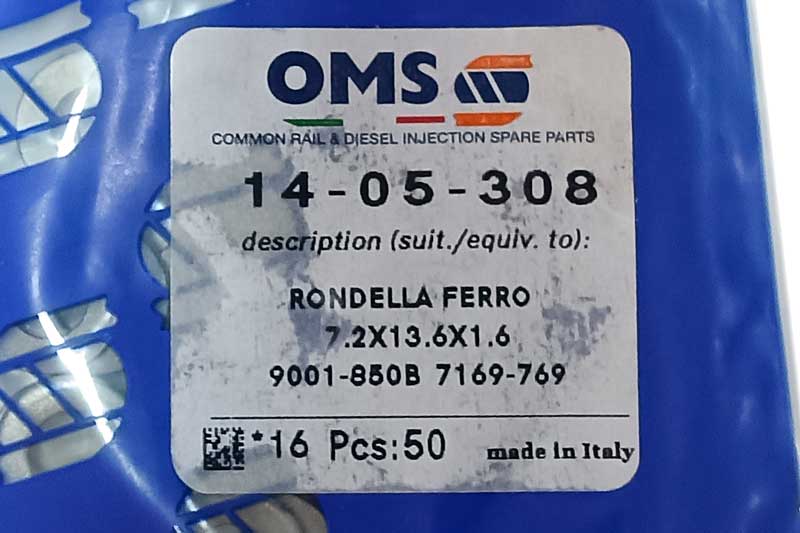 OMS
COMMON RAIL & DIESEL INJECTION SPARE PARTS
14-05-308
description (suit./equiv. to):
RONDELLA FERRO
7.2X13.6X1.6
9001-850B 7169-769
*16 Pcs:50 made in Italy